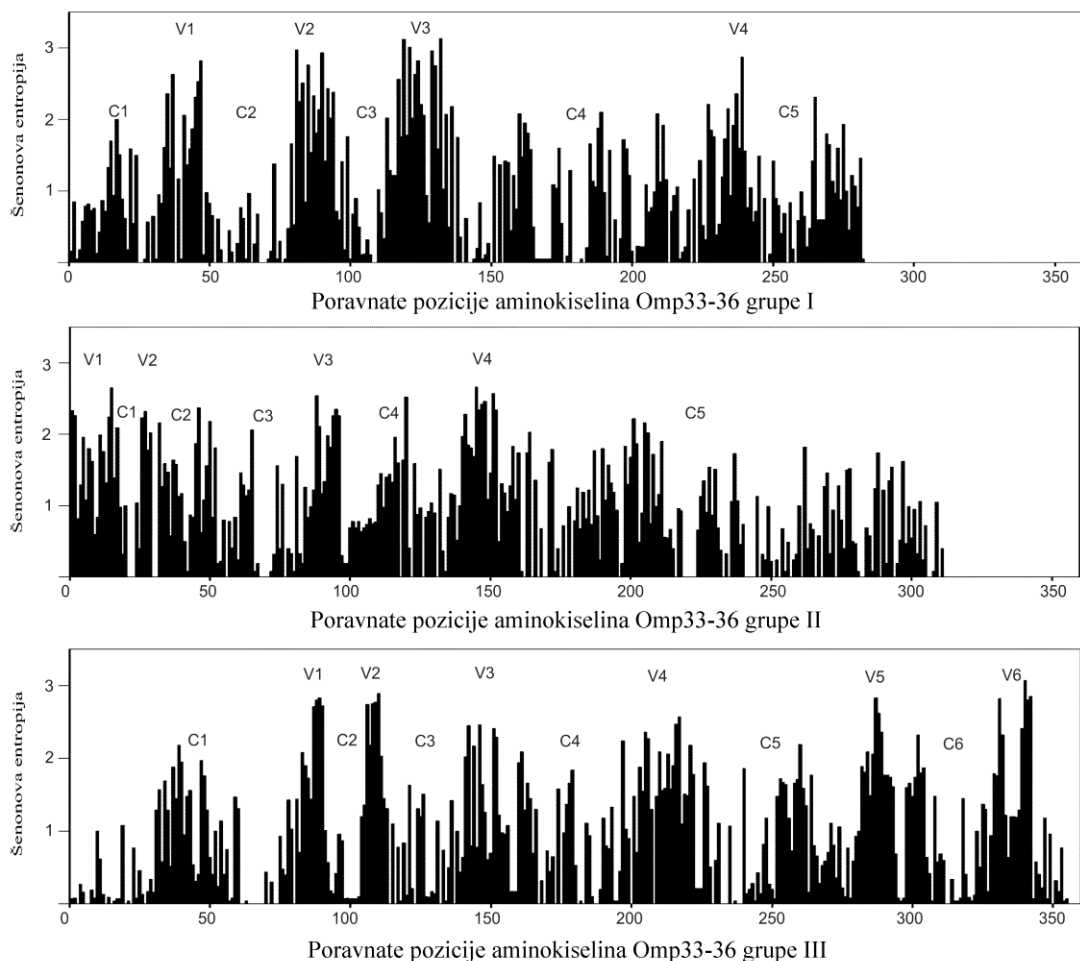 Šenonova entropija
3
2
1
V1 V2 V3 V4
C1 C2 C3 C4 C5
0 50 100 150 200 250 300 350
Poravnate pozicije aminokiselina Omp33-36 grupe I
Šenonova entropija
3
2
1
V1 V2 V3 V4
C1 C2 C3 C4 C5
0 50 100 150 200 250 300 350
Poravnate pozicije aminokiselina Omp33-36 grupe II
Šenonova entropija
3
2
1
V1 V2 V3 V4 V5 V6
C1 C2 C3 C4 C5 C6
0 50 100 150 200 250 300 350
Poravnate pozicije aminokiselina Omp33-36 grupe III